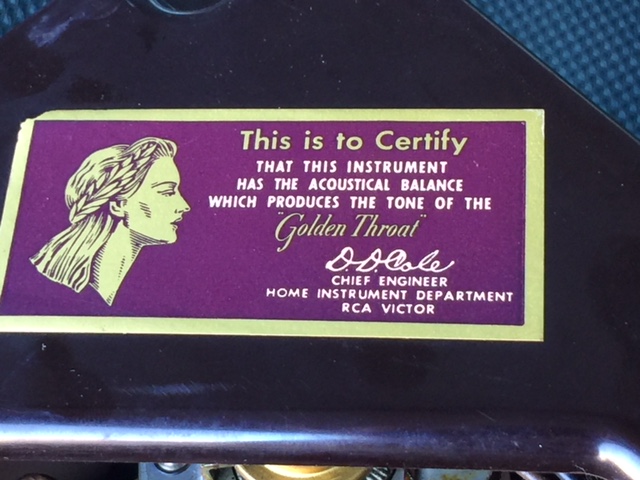 This is to Certify
THAT THIS INSTRUMENT
HAS THE ACOUSTICAL BALANCE
WHICH PRODUCES THE TONE OF THE
"Golden Throat"
D. D. Cole
CHIEF ENGINEER
HOME INSTRUMENT DEPARTMENT
RCA VICTOR